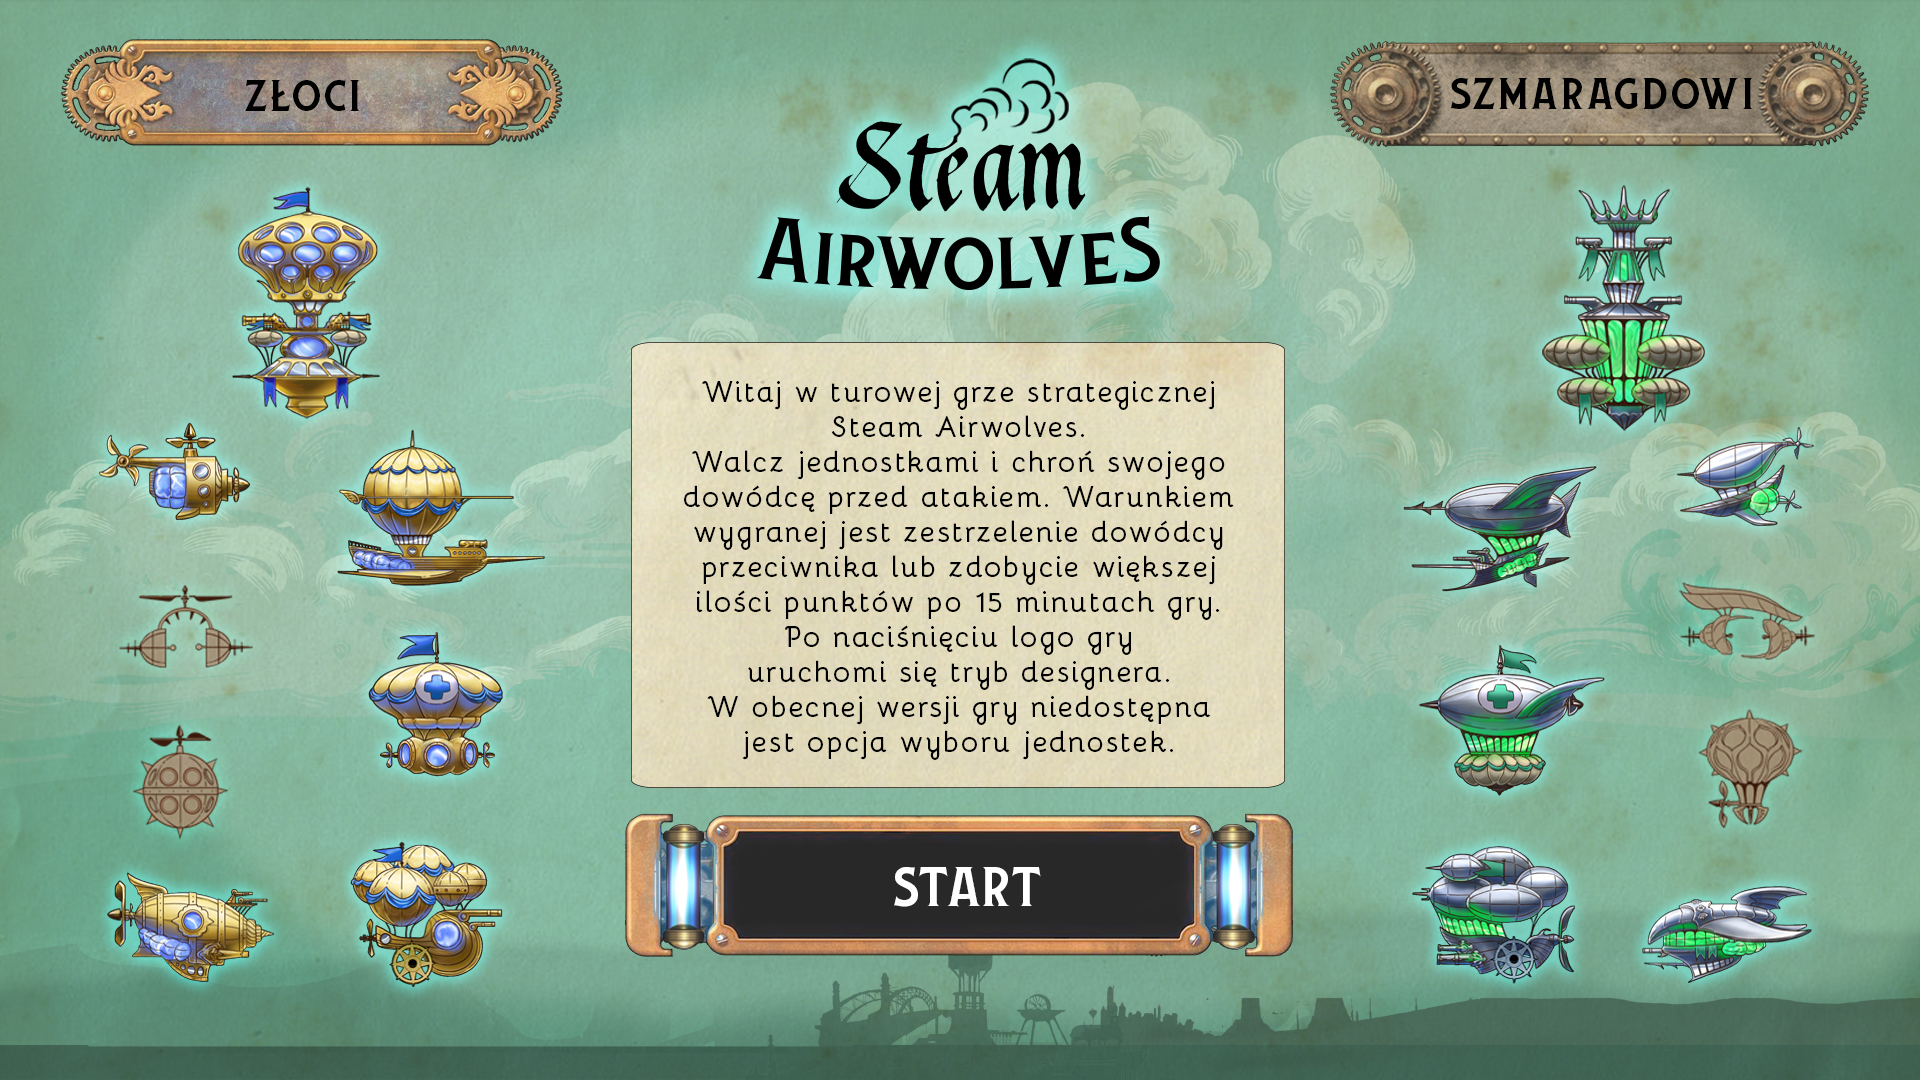 ZŁOCI
SZMARAGDOWI
Steam
AIRWOLVES
Witaj w turowej grze strategicznej
Steam Airwolves.
Walcz jednostkami i chroń swojego
dowódcę przed atakiem. Warunkiem
wygranej jest zestrzelenie dowódcy
przeciwnika lub zdobycie większej
ilości punktów po 15 minutach gry.
Po naciśnięciu logo gry
uruchomi się tryb designera.
W obecnej wersji gry niedostępna
jest opcja wyboru jednostek.
START